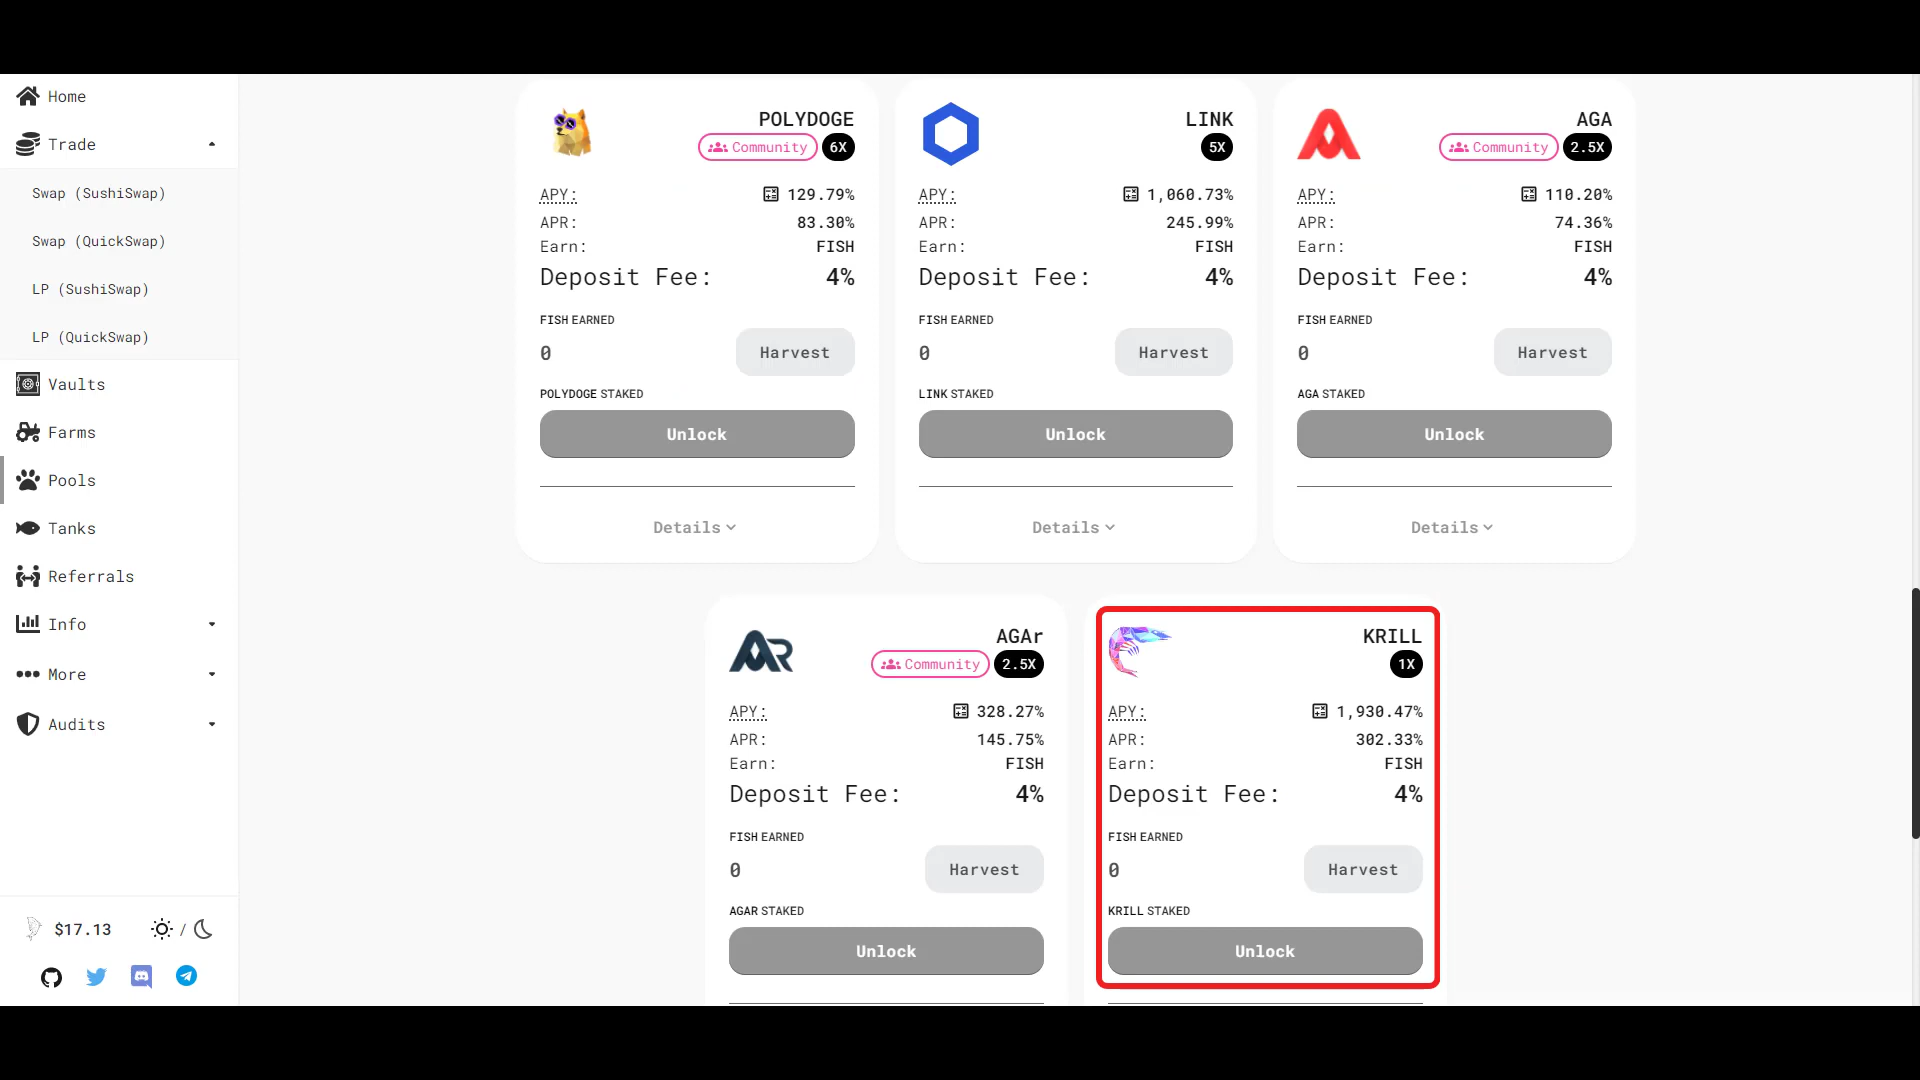 Home
Trade
Swap (SushiSwap)
Swap (QuickSwap)
LP (SushiSwap)
LP (QuickSwap)
Vaults
Farms
Pools
Tanks
Referrals
Info
More
Audits
$17.13
/
POLYDOGE
Community 6X
APY: 129.79%
APR: 83.30%
Earn: FISH
Deposit Fee: 4%
FISH EARNED
0 Harvest
POLYDOGE STAKED
Unlock
Details
LINK
5X
APY: 1,060.73%
APR: 245.99%
Earn: FISH
Deposit Fee: 4%
FISH EARNED
0 Harvest
LINK STAKED
Unlock
Details
AGA
Community 2.5X
APY: 110.20%
APR: 74.36%
Earn: FISH
Deposit Fee: 4%
FISH EARNED
0 Harvest
AGA STAKED
Unlock
Details
AGAr
Community 2.5X
APY: 328.27%
APR: 145.75%
Earn: FISH
Deposit Fee: 4%
FISH EARNED
0 Harvest
AGAR STAKED
Unlock
KRILL
1X
APY: 1,930.47%
APR: 302.33%
Earn: FISH
Deposit Fee: 4%
FISH EARNED
0 Harvest
KRILL STAKED
Unlock